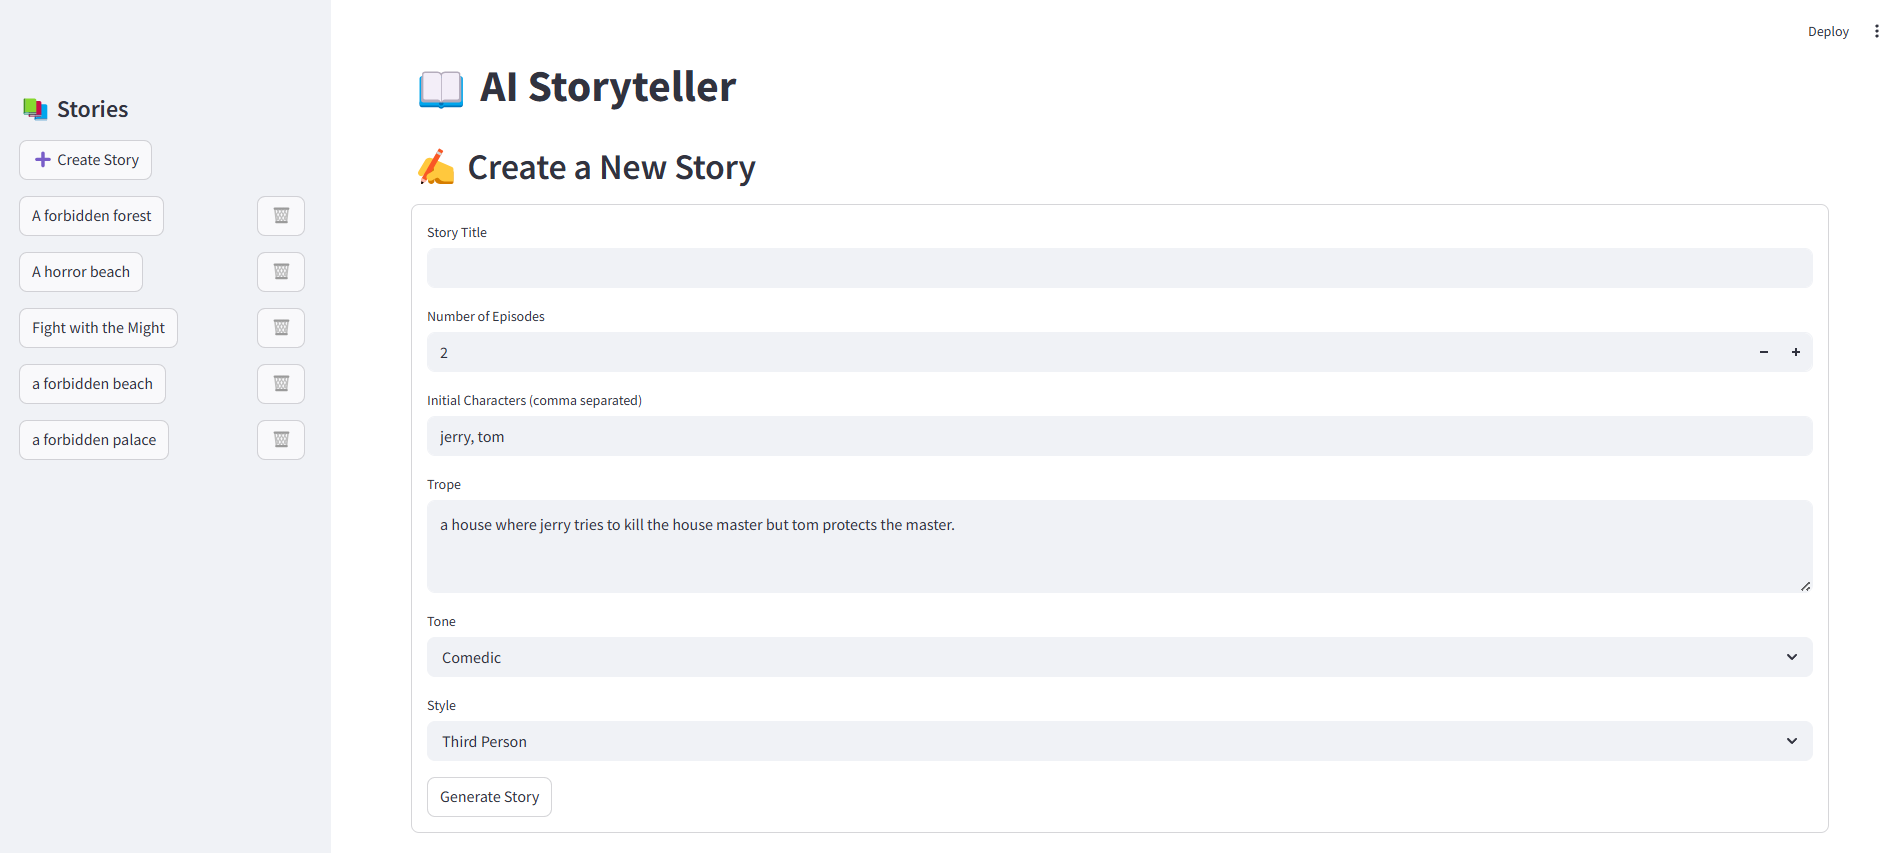 Deploy
Stories
Create Story
A forbidden forest
A horror beach
Fight with the Might
a forbidden beach
a forbidden palace
AI Storyteller
Create a New Story
Story Title
Number of Episodes
2
Initial Characters (comma separated)
jerry, tom
Trope
a house where jerry tries to kill the house master but tom protects the master.
Tone
Comedic
Style
Third Person
Generate Story